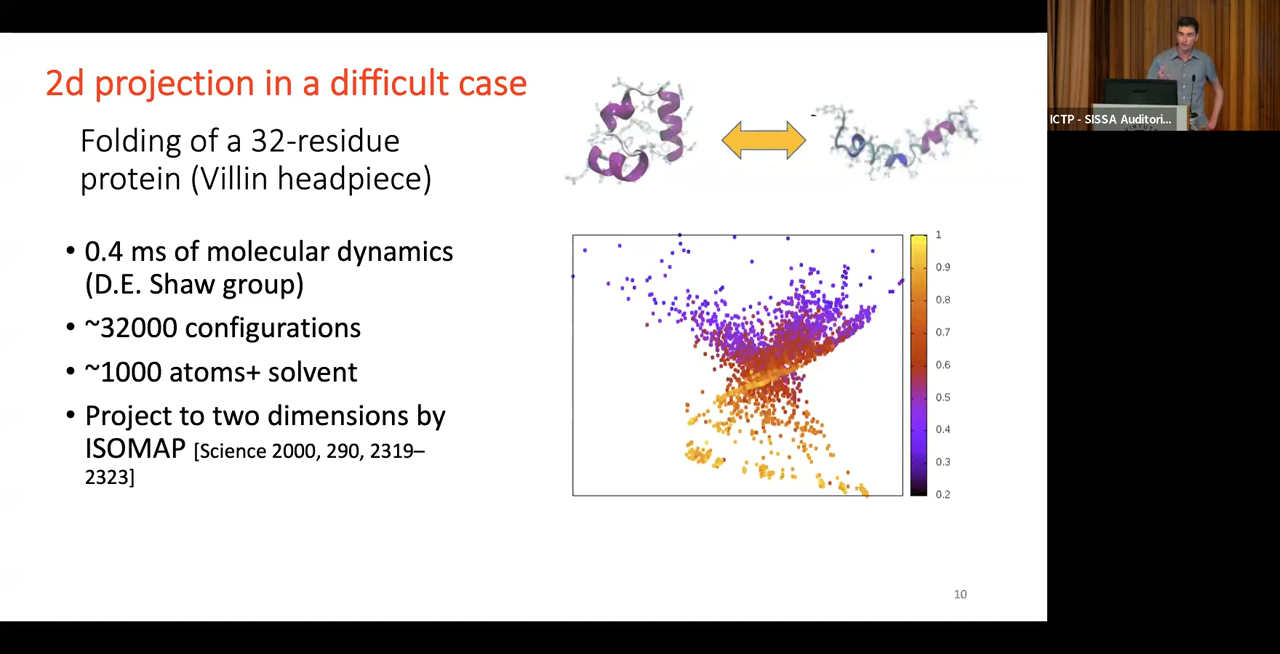 2d projection in a difficult case
Folding of a 32-residue
protein (Villin headpiece)
• 0.4 ms of molecular dynamics
(D.E. Shaw group)
• ~32000 configurations
• ~1000 atoms+ solvent
• Project to two dimensions by
ISOMAP [Science 2000, 290, 2319–
2323]
1
0.9
0.8
0.7
0.6
0.5
0.4
0.3
0.2
10
ICTP - SISSA Auditori...